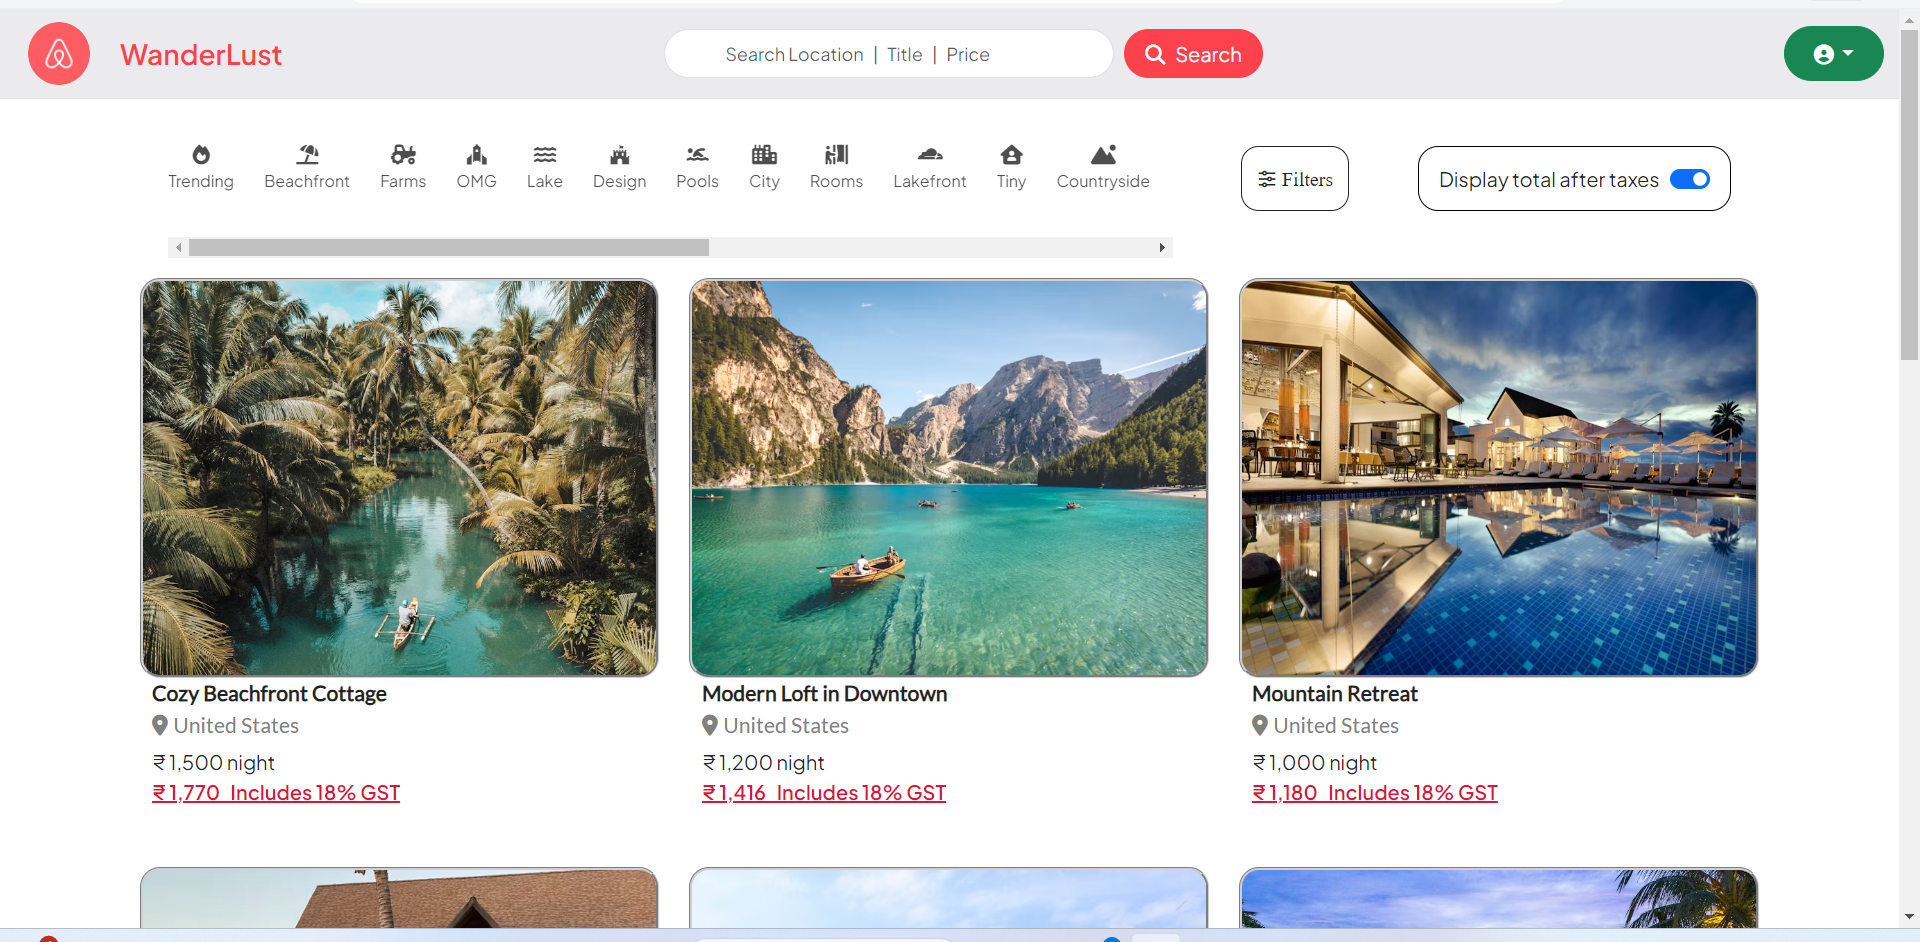 WanderLust
Search Location | Title | Price
Search
Trending
Beachfront
Farms
OMG
Lake
Design
Pools
City
Rooms
Lakefront
Tiny
Countryside
Filters
Display total after taxes
Cozy Beachfront Cottage
United States
₹ 1,500 night
₹ 1,770 Includes 18% GST
Modern Loft in Downtown
United States
₹ 1,200 night
₹ 1,416 Includes 18% GST
Mountain Retreat
United States
₹ 1,000 night
₹ 1,180 Includes 18% GST